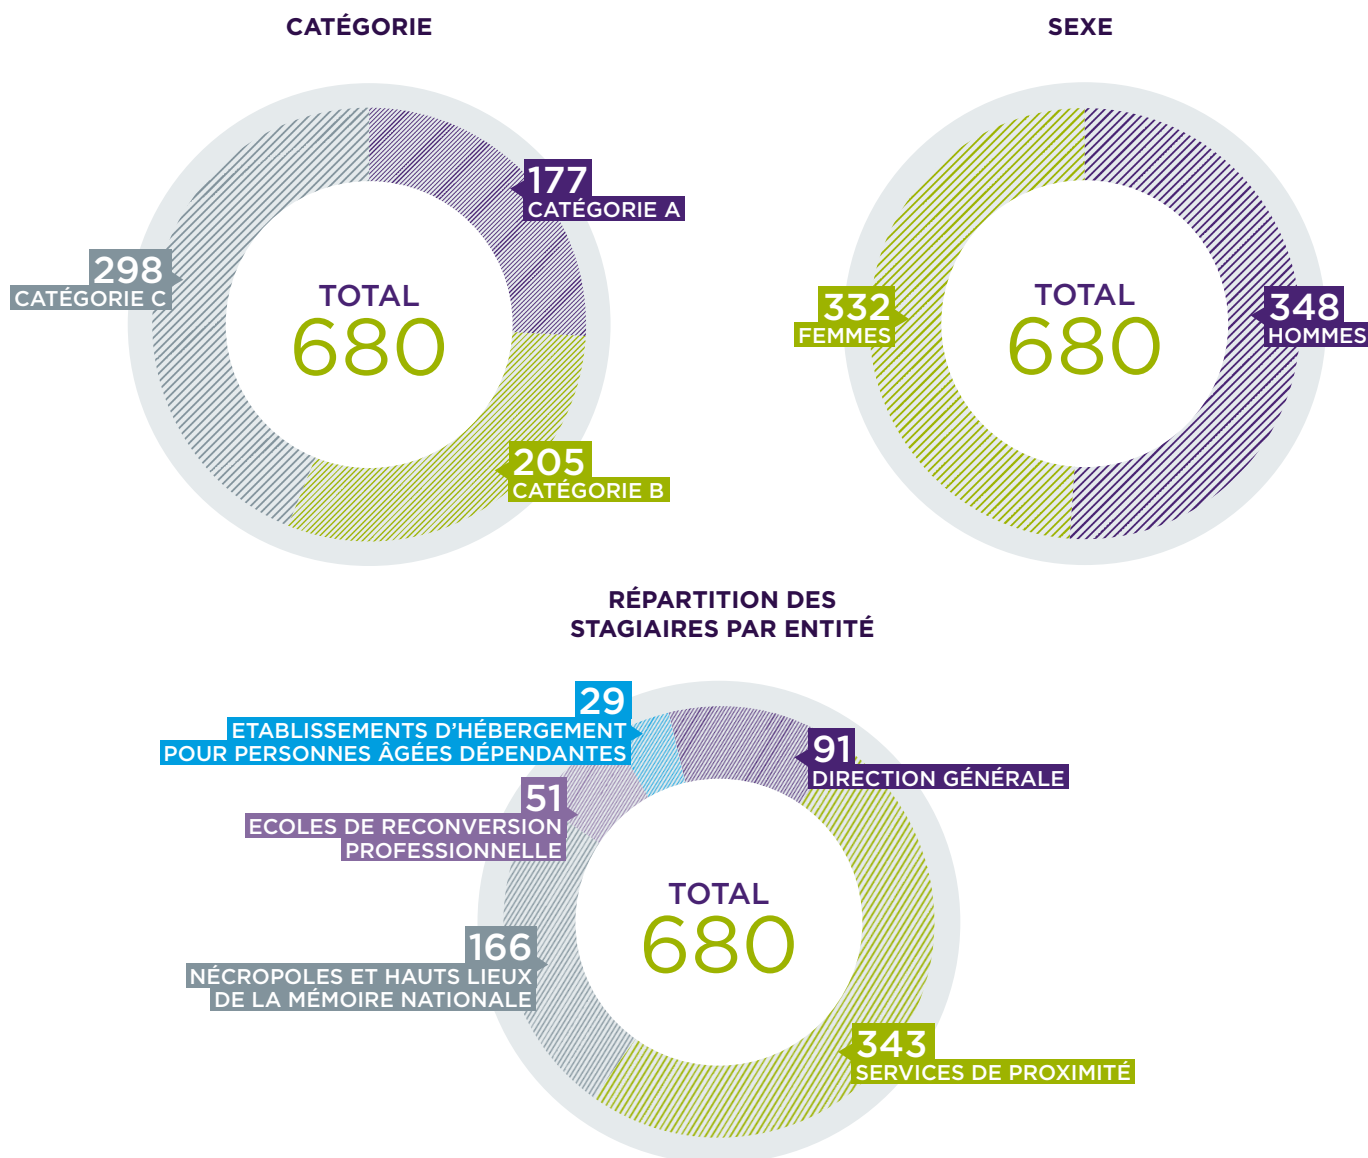 CATÉGORIE
177
CATÉGORIE A
298
CATÉGORIE C
TOTAL
680
205
CATÉGORIE B
SEXE
332
FEMMES
TOTAL
680
348
HOMMES
RÉPARTITION DES
STAGIAIRES PAR ENTITÉ
29
ETABLISSEMENTS D'HÉBERGEMENT
POUR PERSONNES ÂGÉES DÉPENDANTES
91
DIRECTION GÉNÉRALE
51
ECOLES DE RECONVERSION
PROFESSIONNELLE
TOTAL
680
166
NÉCROPOLES ET HAUTS LIEUX
DE LA MÉMOIRE NATIONALE
343
SERVICES DE PROXIMITÉ